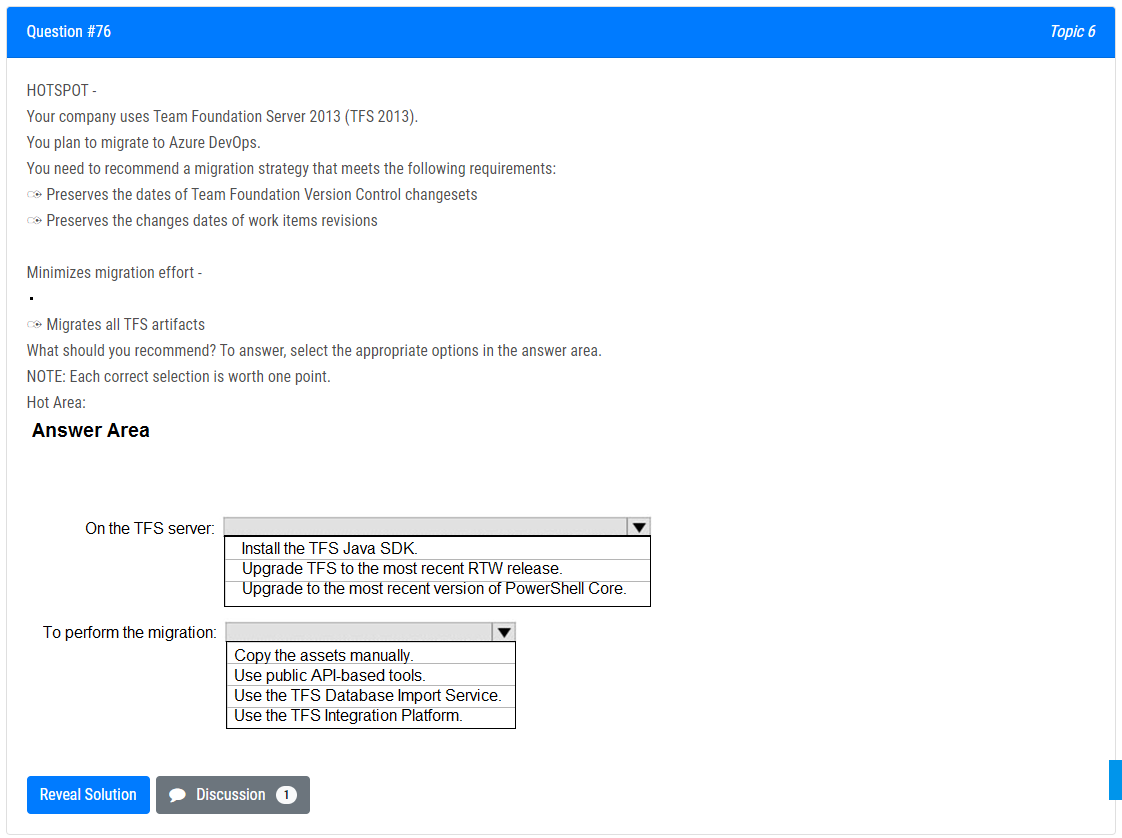 Question #76
Topic 6
HOTSPOT -
Your company uses Team Foundation Server 2013 (TFS 2013).
You plan to migrate to Azure DevOps.
You need to recommend a migration strategy that meets the following requirements:
Preserves the dates of Team Foundation Version Control changesets
Preserves the changes dates of work items revisions
Minimizes migration effort -
Migrates all TFS artifacts
What should you recommend? To answer, select the appropriate options in the answer area.
NOTE: Each correct selection is worth one point.
Hot Area:
Answer Area
On the TFS server:
Install the TFS Java SDK.
Upgrade TFS to the most recent RTW release.
Upgrade to the most recent version of PowerShell Core.
To perform the migration:
Copy the assets manually.
Use public API-based tools.
Use the TFS Database Import Service.
Use the TFS Integration Platform.
Reveal Solution
Discussion 1